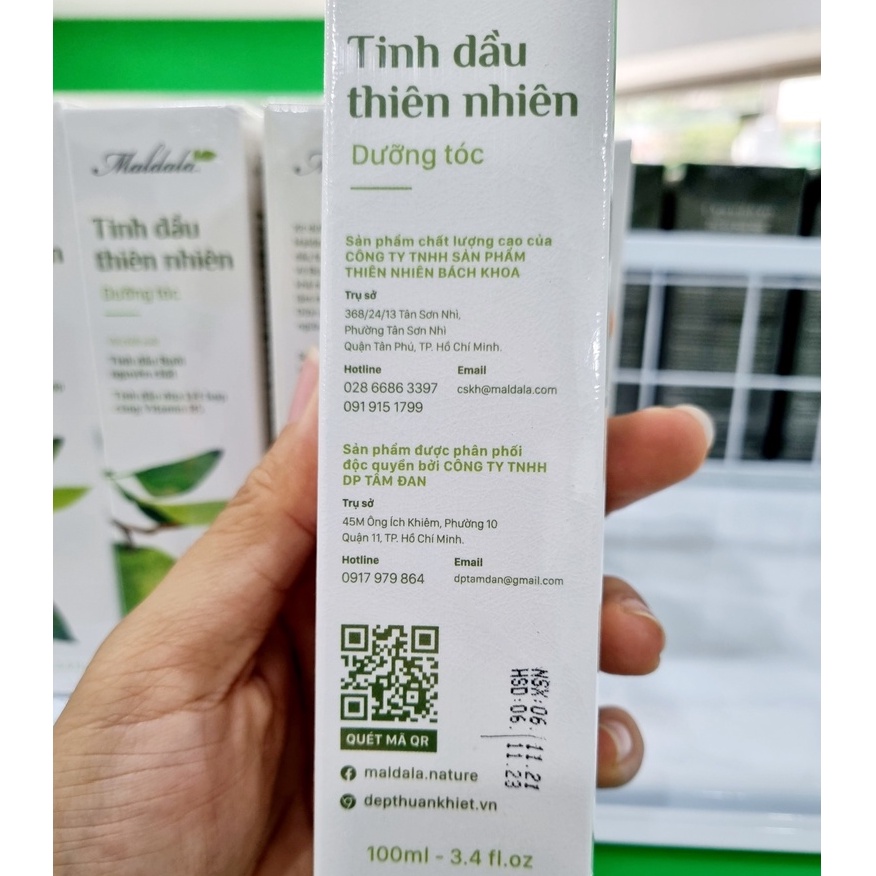 Tinh dầu
thiên nhiên
Dưỡng tóc
Sản phẩm chất lượng cao của
CÔNG TY TNHH SẢN PHẨM
THIÊN NHIÊN BÁCH KHOA
Trụ sở
368/24/13 Tân Sơn Nhì,
Phường Tân Sơn Nhì
Quận Tân Phú, TP. Hồ Chí Minh.
Hotline
Email
028 6686 3397
cskh@maldala.com
091 915 1799
Sản phẩm được phân phối
độc quyền bởi CÔNG TY TNHH
DP TÂM ĐAN
Trụ sở
45M Ông Ích Khiêm, Phường 10
Quận 11, TP. Hồ Chí Minh.
Hotline
Email
0917 979 864
dptamdan@gmail.com
NSX:06/11.21
HSD:06/11.23
QUÉT MÃ QR
maldala.nature
depthuankhiet.vn
100ml - 3.4 fl.oz
Maldala
Tinh dầu
thiên nhiên
Dưỡng tóc